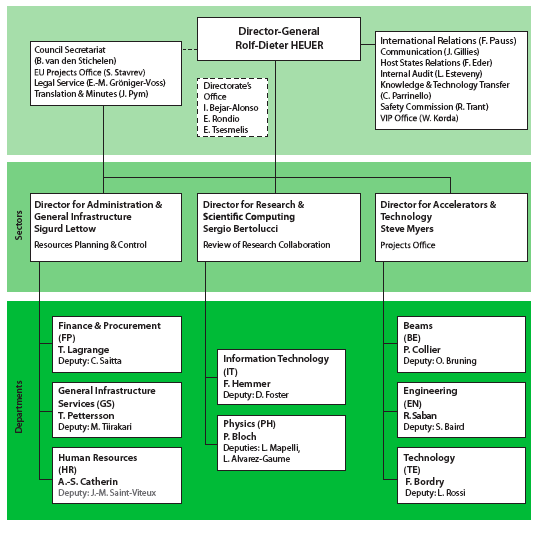 Director-General
Rolf-Dieter HEUER
Council Secretariat
(B. van den Stichelen)
EU Projects Office (S. Stavrev)
Legal Service (E.-M. Gröniger-Voss)
Translation & Minutes (J. Pym)
Directorate's
Office
I. Bejar-Alonso
E. Rondio
E. Tsesmelis
International Relations (F. Pauss)
Communication (J. Gillies)
Host States Relations (F. Eder)
Internal Audit (L. Esteveny)
Knowledge & Technology Transfer
(C. Parrinello)
Safety Commission (R. Trant)
VIP Office (W. Korda)
Sectors
Director for Administration &
General Infrastructure
Sigurd Lettow
Resources Planning & Control
Director for Research &
Scientific Computing
Sergio Bertolucci
Review of Research Collaboration
Director for Accelerators &
Technology
Steve Myers
Projects Office
Departments
Finance & Procurement
(FP)
T. Lagrange
Deputy: C. Saitta
General Infrastructure
Services (GS)
T. Pettersson
Deputy: M. Tiirakari
Human Resources
(HR)
A.-S. Catherin
Deputy: J.-M. Saint-Viteux
Information Technology
(IT)
F. Hemmer
Deputy: D. Foster
Physics (PH)
P. Bloch
Deputies: L. Mapelli,
L. Alvarez-Gaume
Beams
(BE)
P. Collier
Deputy: O. Bruning
Engineering
(EN)
R. Saban
Deputy: S. Baird
Technology
(TE)
F. Bordry
Deputy: L. Rossi